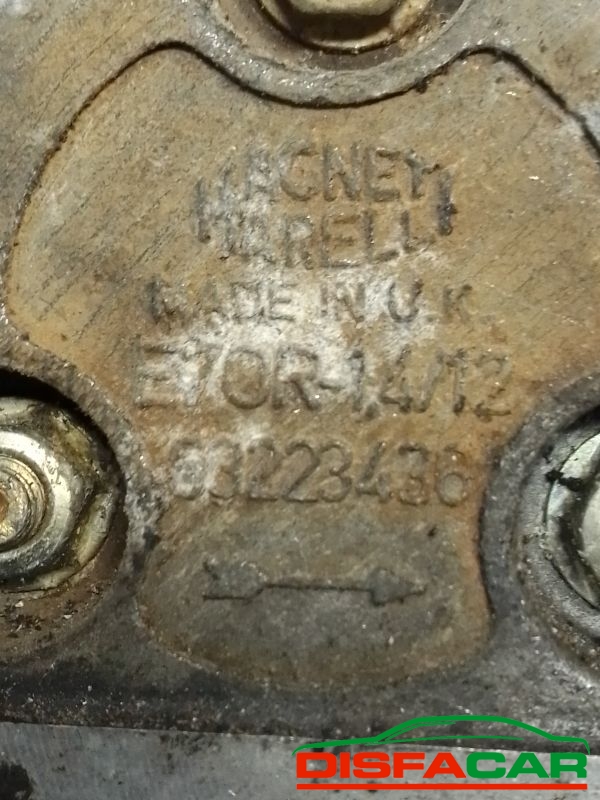 MAGNETI
MARELLI
MADE IN U.K.
E70R-1,4/12
63223436
DISFACAR